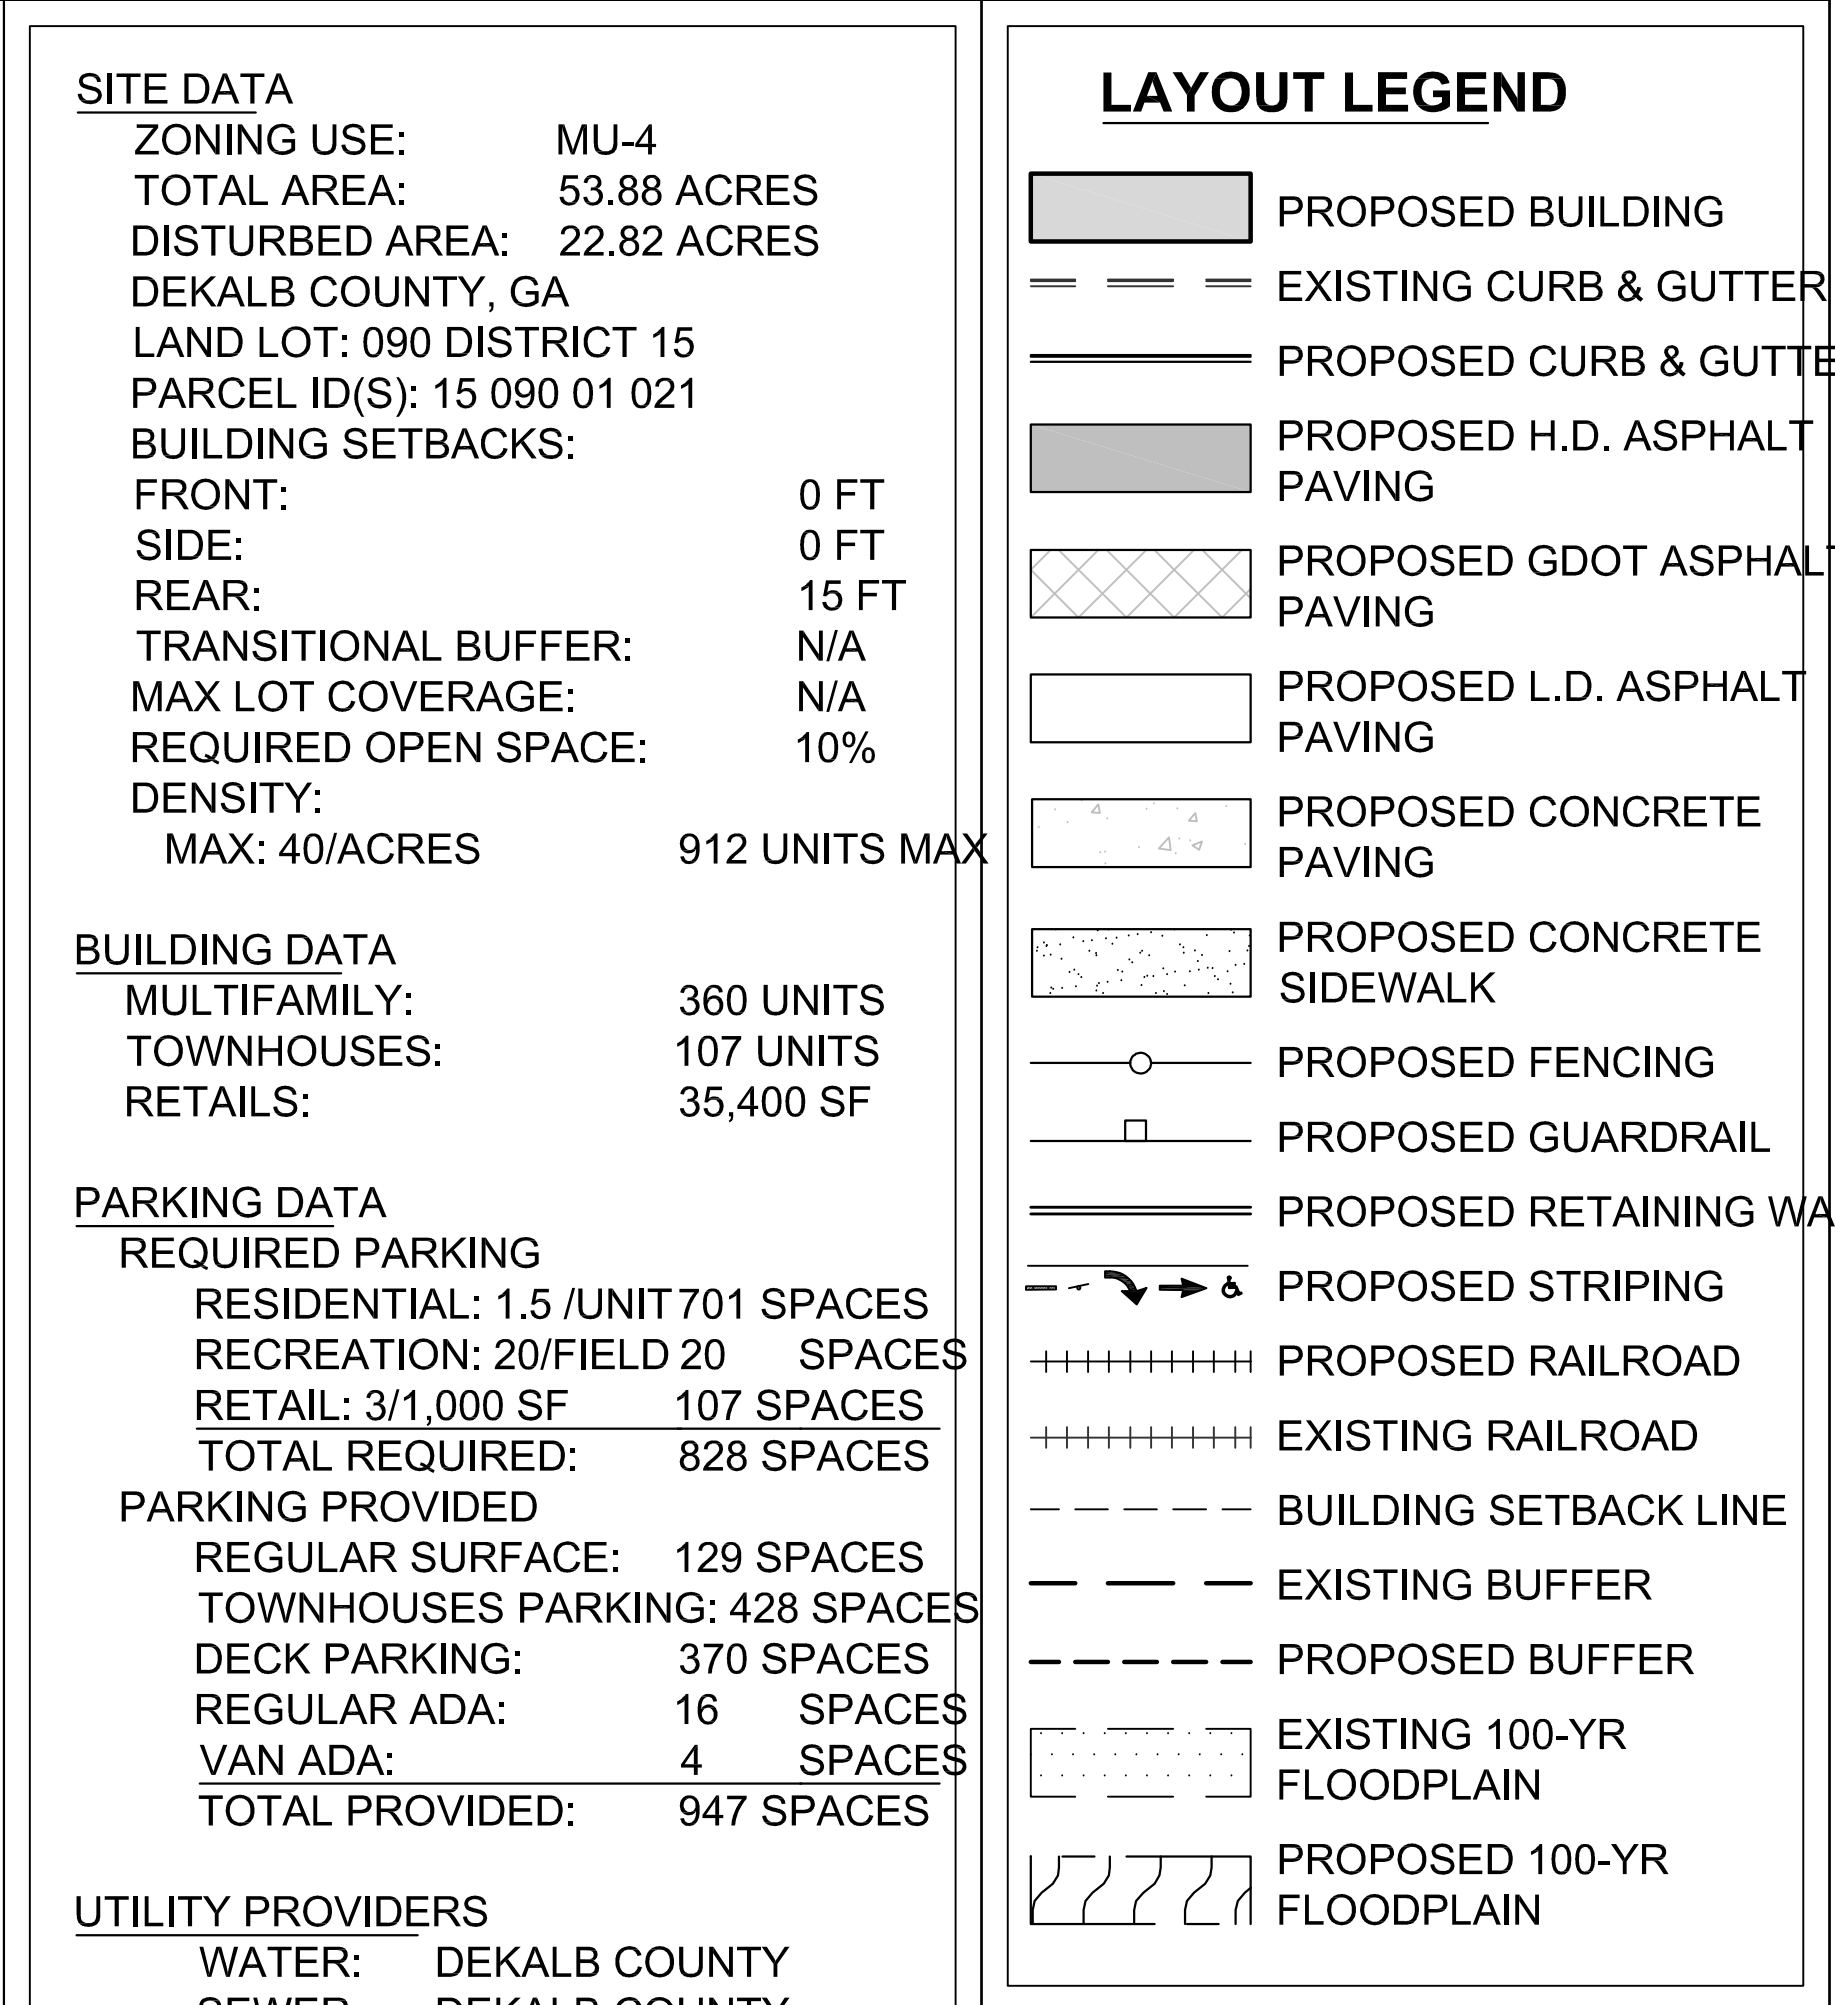 SITE DATA
ZONING USE: MU-4
TOTAL AREA: 53.88 ACRES
DISTURBED AREA: 22.82 ACRES
DEKALB COUNTY, GA
LAND LOT: 090 DISTRICT 15
PARCEL ID(S): 15 090 01 021
BUILDING SETBACKS:
FRONT: 0 FT
SIDE: 0 FT
REAR: 15 FT
TRANSITIONAL BUFFER: N/A
MAX LOT COVERAGE: N/A
REQUIRED OPEN SPACE: 10%
DENSITY:
MAX: 40/ACRES 912 UNITS MAX
BUILDING DATA
MULTIFAMILY: 360 UNITS
TOWNHOUSES: 107 UNITS
RETAILS: 35,400 SF
PARKING DATA
REQUIRED PARKING
RESIDENTIAL: 1.5 /UNIT 701 SPACES
RECREATION: 20/FIELD 20 SPACES
RETAIL: 3/1,000 SF 107 SPACES
TOTAL REQUIRED: 828 SPACES
PARKING PROVIDED
REGULAR SURFACE: 129 SPACES
TOWNHOUSES PARKING: 428 SPACES
DECK PARKING: 370 SPACES
REGULAR ADA: 16 SPACES
VAN ADA: 4 SPACES
TOTAL PROVIDED: 947 SPACES
UTILITY PROVIDERS
WATER: DEKALB COUNTY
SEWER: DEKALB COUNTY
LAYOUT LEGEND
PROPOSED BUILDING
EXISTING CURB & GUTTER
PROPOSED CURB & GUTTE
PROPOSED H.D. ASPHALT
PAVING
PROPOSED GDOT ASPHALT
PAVING
PROPOSED L.D. ASPHALT
PAVING
PROPOSED CONCRETE
PAVING
PROPOSED CONCRETE
SIDEWALK
PROPOSED FENCING
PROPOSED GUARDRAIL
PROPOSED RETAINING WA
PROPOSED STRIPING
PROPOSED RAILROAD
EXISTING RAILROAD
BUILDING SETBACK LINE
EXISTING BUFFER
PROPOSED BUFFER
EXISTING 100-YR
FLOODPLAIN
PROPOSED 100-YR
FLOODPLAIN